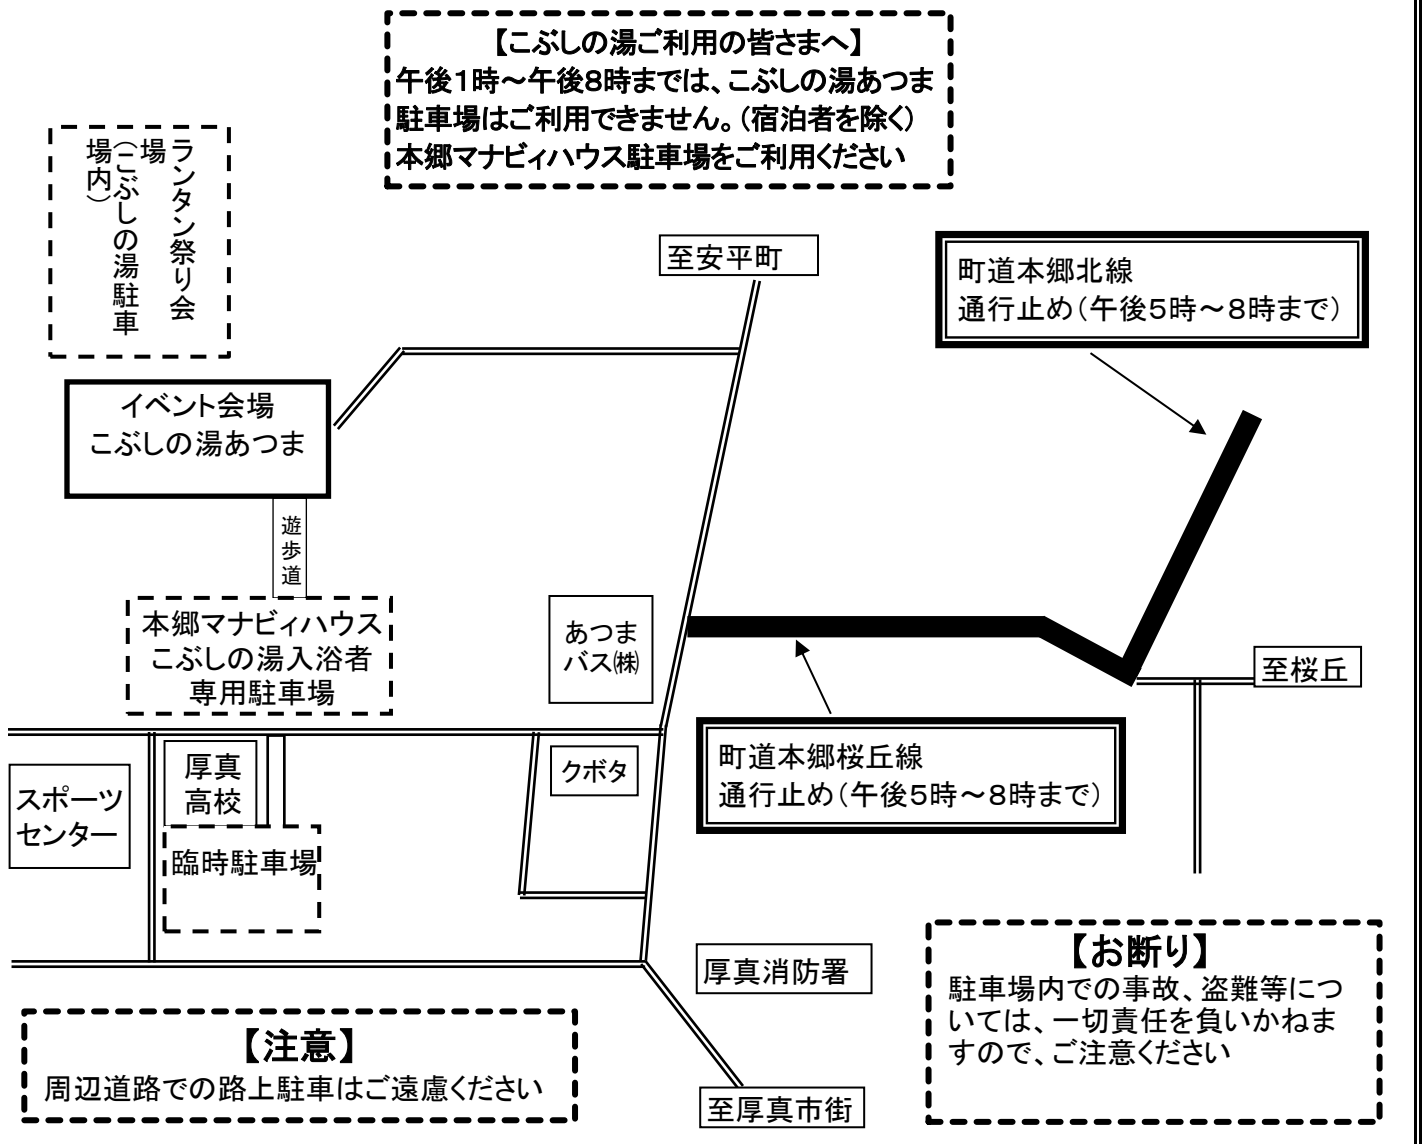 【こぶしの湯ご利用の皆さまへ】
午後１時～午後８時までは、こぶしの湯あつま
駐車場はご利用できません。（宿泊者を除く）
本郷マナビィハウス駐車場をご利用ください
ランタン祭り会
場
（こぶしの湯駐車
場内）
至安平町
町道本郷北線
通行止め（午後５時～８時まで）
イベント会場
こぶしの湯あつま
遊歩道
本郷マナビィハウス
こぶしの湯入浴者
専用駐車場
あつま
バス㈱
至桜丘
町道本郷桜丘線
通行止め（午後５時～８時まで）
クボタ
厚真
高校
スポーツ
センター
臨時駐車場
厚真消防署
【お断り】
駐車場内での事故、盗難等につ
いては、一切責任を負いかねま
すので、ご注意ください
【注意】
周辺道路での路上駐車はご遠慮ください
至厚真市街